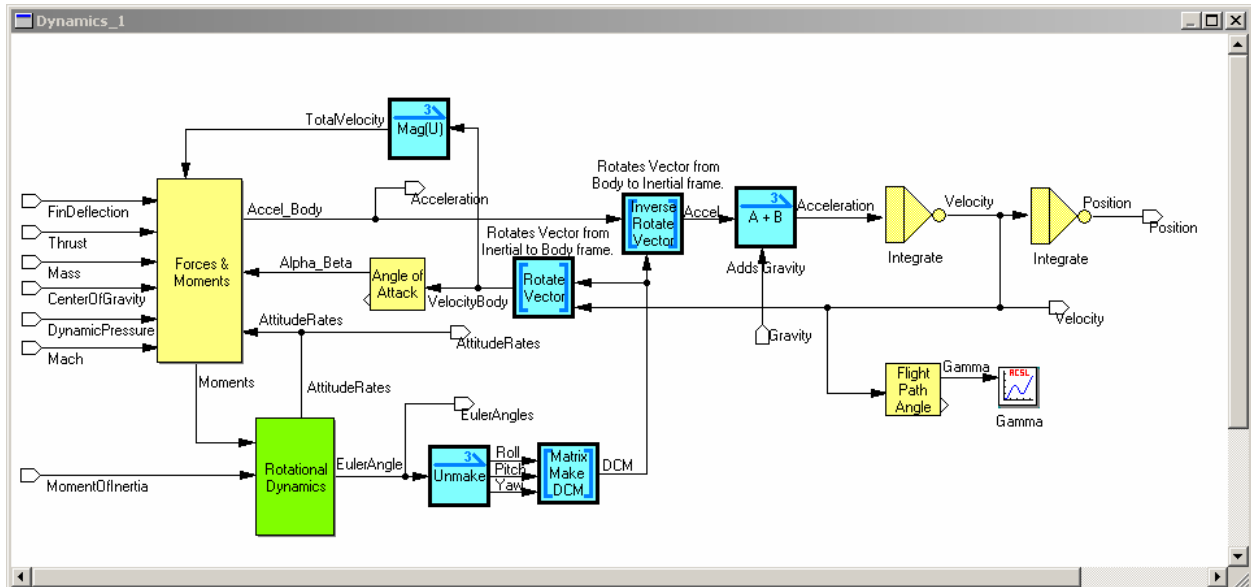 Dynamics_1
TotalVelocity
3
Mag(U)
FinDeflection
Thrust
Mass
CenterOfGravity
DynamicPressure
Mach
Forces &
Moments
Accel_Body
Acceleration
Rotates Vector from
Body to Inertial frame.
Inverse
Rotate
Vector
Accel
3
A + B
Adds Gravity
Gravity
Acceleration
Integrate
Velocity
Integrate
Position
Position
Rotates Vector from
Inertial to Body frame.
Alpha_Beta
Angle of
Attack
VelocityBody
Rotate
Vector
Velocity
AttitudeRates
AttitudeRates
Moments
AttitudeRates
Flight
Path
Angle
Gamma
ACSL
Gamma
EulerAngles
MomentOfInertia
Rotational
Dynamics
EulerAngle
3
Unmake
Roll
Pitch
Yaw
Matrix
Make
DCM
DCM